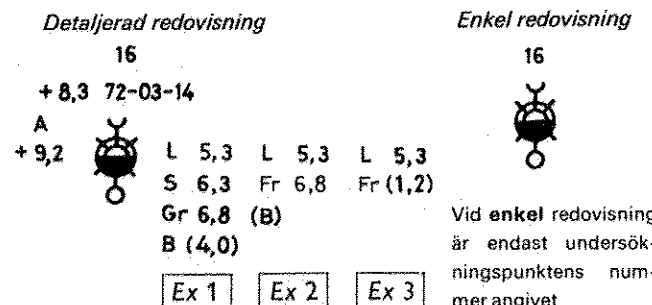 Detaljerad redovisning
16
+ 8,3 72-03-14
A
+ 9,2
L 5,3 L 5,3 L 5,3
S 6,3 Fr 6,8 Fr (1,2)
Gr 6,8 (B)
B (4,0)
Ex 1 Ex 2 Ex 3
Enkel redovisning
16
Vid enkel redovisning
är endast undersök-
ningspunktens num-
mer angivet